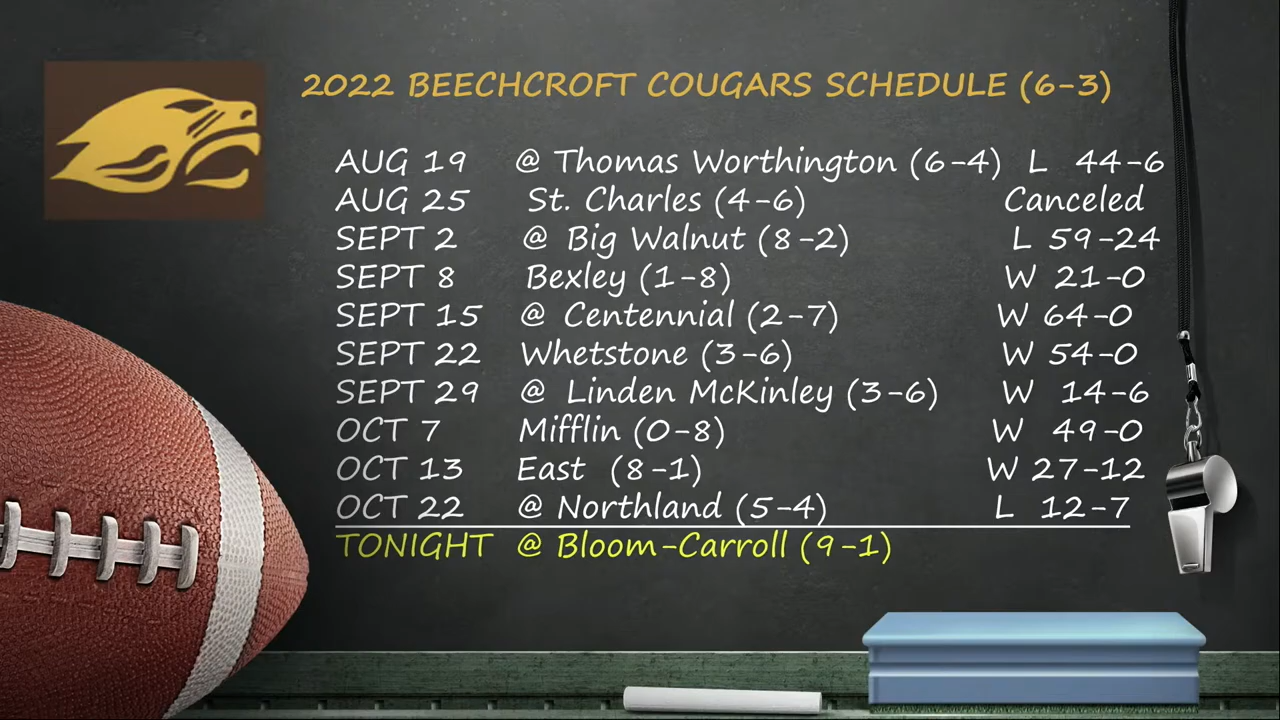 2022 BEECHCROFT COUGARS SCHEDULE (6-3)
AUG 19 @ Thomas Worthington (6-4) L 44-6
AUG 25 St. Charles (4-6) Canceled
SEPT 2 @ Big Walnut (8-2) L 59-24
SEPT 8 Bexley (1-8) W 21-0
SEPT 15 @ Centennial (2-7) W 64-0
SEPT 22 Whetstone (3-6) W 54-0
SEPT 29 @ Linden McKinley (3-6) W 14-6
OCT 7 Mifflin (0-8) W 49-0
OCT 13 East (8-1) W 27-12
OCT 22 @ Northland (5-4) L 12-7
TONIGHT @ Bloom-Carroll (9-1)